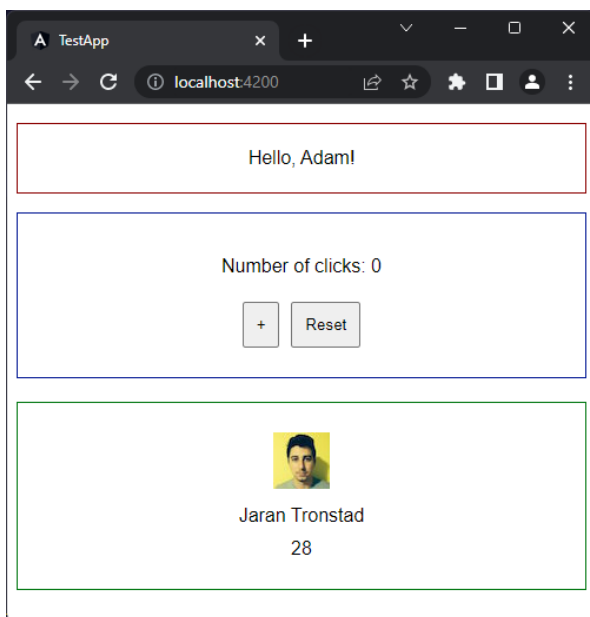 TestApp
localhost:4200
Hello, Adam!
Number of clicks: 0
+ Reset
Jaran Tronstad
28